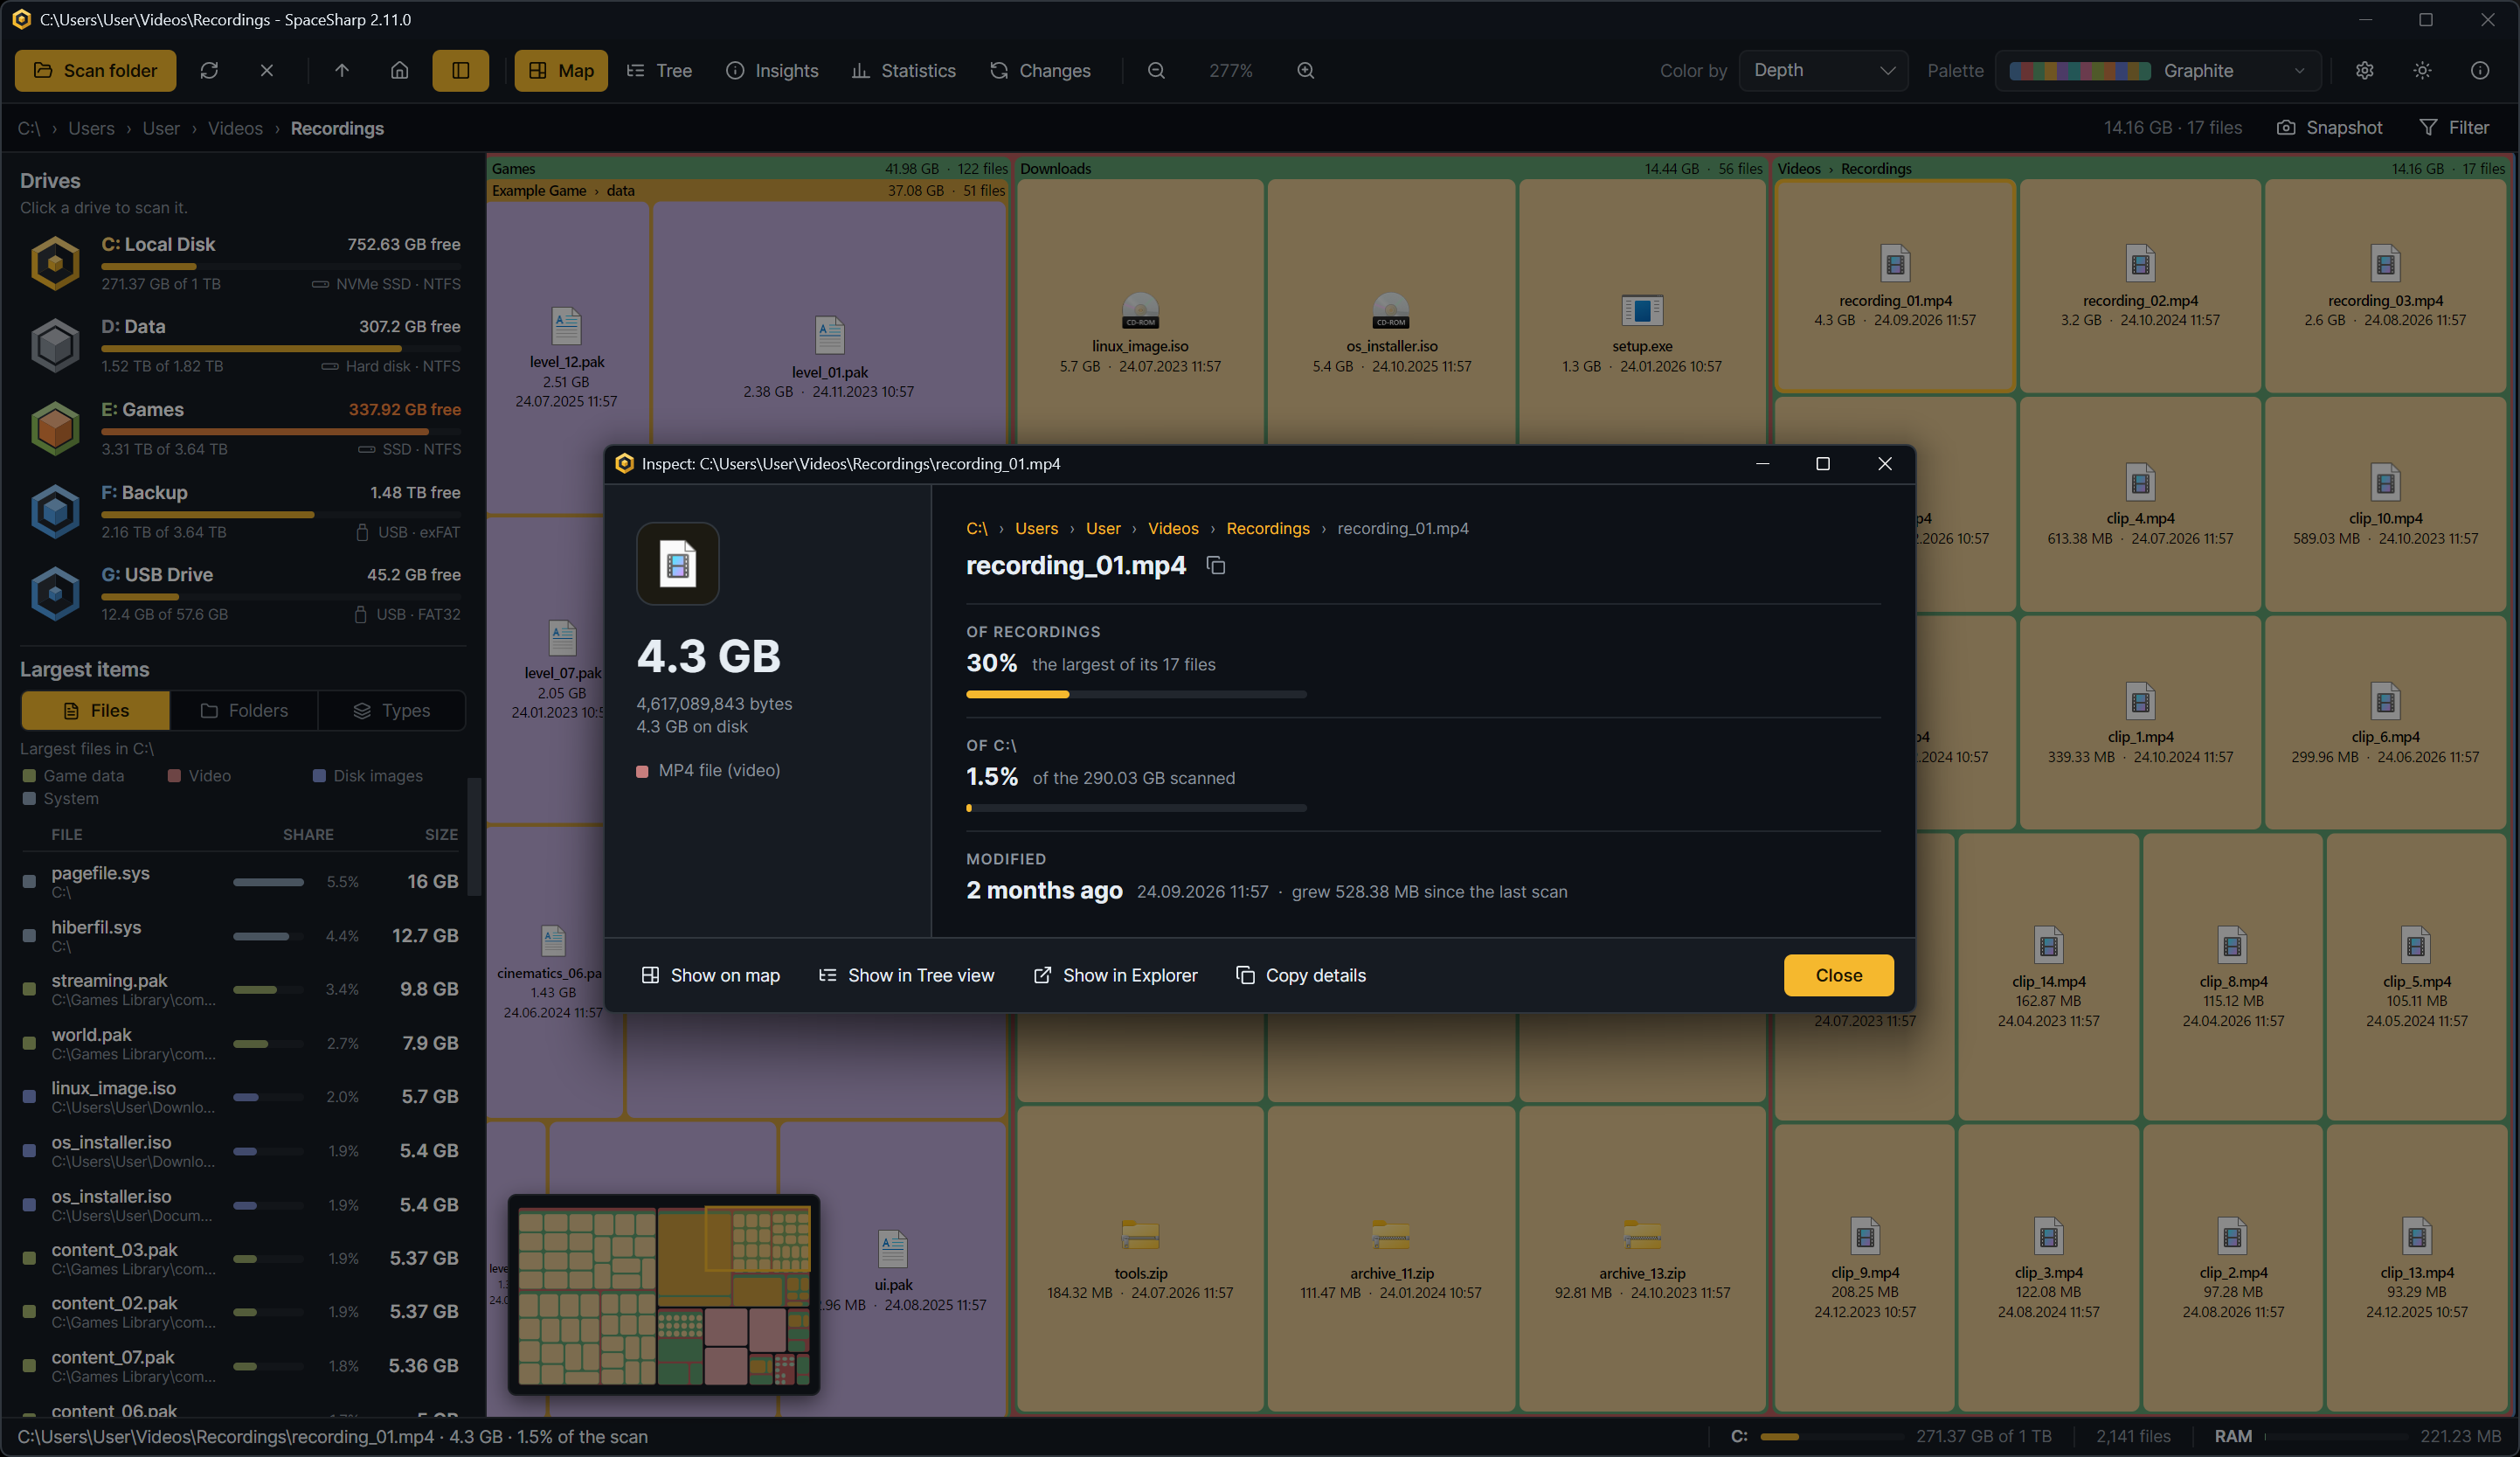 C:\Users\User\Videos\Recordings - SpaceSharp 2.11.0
Scan folder
Map
Tree
Insights
Statistics
Changes
277%
Color by
Depth
Palette
Graphite
C:\ › Users › User › Videos › Recordings
14.16 GB · 17 files
Snapshot
Filter
Drives
Click a drive to scan it.
C: Local Disk
752.63 GB free
271.37 GB of 1 TB
NVMe SSD · NTFS
D: Data
307.2 GB free
1.52 TB of 1.82 TB
Hard disk · NTFS
E: Games
337.92 GB free
3.31 TB of 3.64 TB
SSD · NTFS
F: Backup
1.48 TB free
2.16 TB of 3.64 TB
USB · exFAT
G: USB Drive
45.2 GB free
12.4 GB of 57.6 GB
USB · FAT32
Largest items
Files
Folders
Types
Largest files in C:\
Game data
Video
Disk images
System
FILE
SHARE
SIZE
pagefile.sys
C:\
5.5%
16 GB
hiberfil.sys
C:\
4.4%
12.7 GB
streaming.pak
C:\Games Library\com...
3.4%
9.8 GB
world.pak
C:\Games Library\com...
2.7%
7.9 GB
linux_image.iso
C:\Users\User\Downlo...
2.0%
5.7 GB
os_installer.iso
C:\Users\User\Downlo...
1.9%
5.4 GB
os_installer.iso
C:\Users\User\Docum...
1.9%
5.4 GB
content_03.pak
C:\Games Library\com...
1.9%
5.37 GB
content_02.pak
C:\Games Library\com...
1.9%
5.37 GB
content_07.pak
C:\Games Library\com...
1.8%
5.36 GB
content_06.pak
Games
41.98 GB · 122 files
Example Game › data
37.08 GB · 51 files
level_12.pak
2.51 GB
24.07.2025 11:57
level_01.pak
2.38 GB · 24.11.2023 10:57
level_07.pak
2.05 GB
24.01.2023 10:5
cinematics_06.pa
1.43 GB
24.06.2024 11:57
ui.pak
.96 MB · 24.08.2025 11:57
Downloads
14.44 GB · 56 files
linux_image.iso
5.7 GB · 24.07.2023 11:57
os_installer.iso
5.4 GB · 24.10.2025 11:57
setup.exe
1.3 GB · 24.01.2026 10:57
tools.zip
184.32 MB · 24.07.2026 11:57
archive_11.zip
111.47 MB · 24.01.2024 10:57
archive_13.zip
92.81 MB · 24.10.2023 11:57
Videos › Recordings
14.16 GB · 17 files
recording_01.mp4
4.3 GB · 24.09.2026 11:57
recording_02.mp4
3.2 GB · 24.10.2024 11:57
recording_03.mp4
2.6 GB · 24.08.2026 11:57
p4
2.2026 10:57
clip_4.mp4
613.38 MB · 24.07.2026 11:57
clip_10.mp4
589.03 MB · 24.10.2023 11:57
p4
.2024 10:57
clip_1.mp4
339.33 MB · 24.10.2024 11:57
clip_6.mp4
299.96 MB · 24.06.2026 11:57
24.07.2023 11:57
clip_14.mp4
162.87 MB
24.04.2023 11:57
clip_8.mp4
115.12 MB
24.04.2026 11:57
clip_5.mp4
105.11 MB
24.05.2024 11:57
clip_9.mp4
208.25 MB
24.12.2023 10:57
clip_3.mp4
122.08 MB
24.08.2024 11:57
clip_2.mp4
97.28 MB
24.08.2026 11:57
clip_13.mp4
93.29 MB
24.12.2025 10:57
Inspect: C:\Users\User\Videos\Recordings\recording_01.mp4
4.3 GB
4,617,089,843 bytes
4.3 GB on disk
MP4 file (video)
C:\ › Users › User › Videos › Recordings › recording_01.mp4
recording_01.mp4
OF RECORDINGS
30% the largest of its 17 files
OF C:\
1.5% of the 290.03 GB scanned
MODIFIED
2 months ago 24.09.2026 11:57 · grew 528.38 MB since the last scan
Show on map
Show in Tree view
Show in Explorer
Copy details
Close
C:\Users\User\Videos\Recordings\recording_01.mp4 · 4.3 GB · 1.5% of the scan
C:
271.37 GB of 1 TB
2,141 files
RAM
221.23 MB